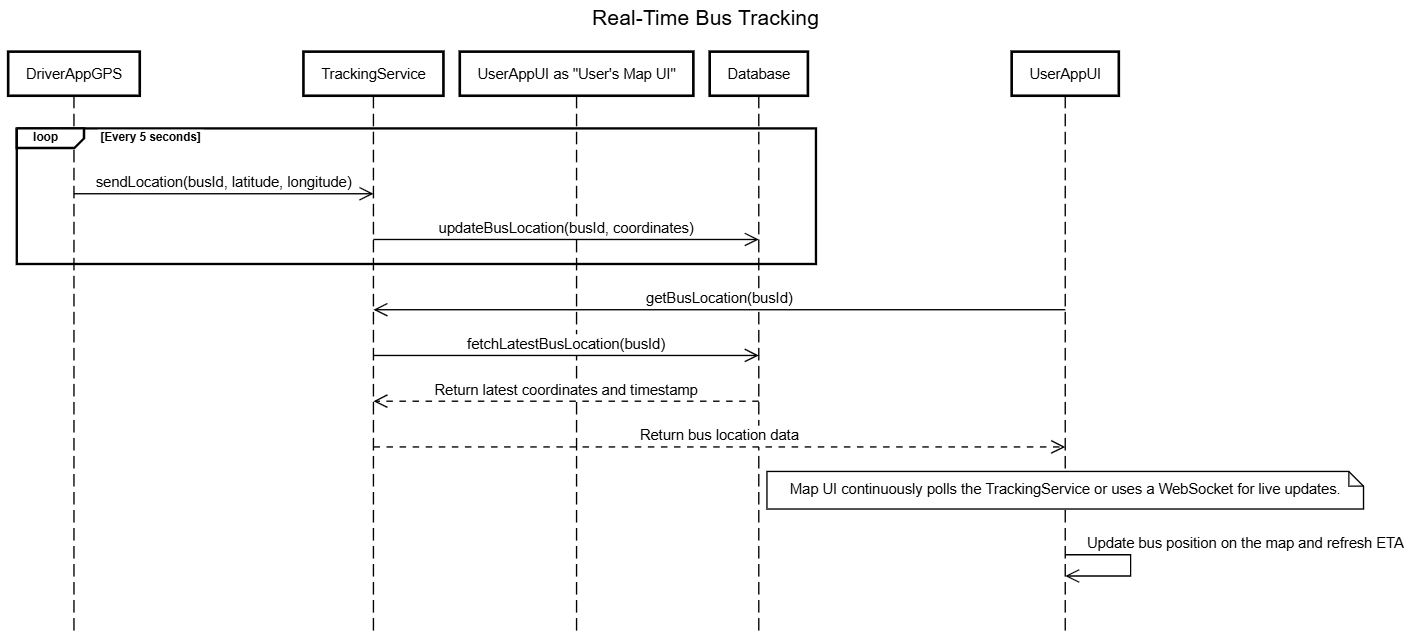 Real-Time Bus Tracking
DriverAppGPS
TrackingService
UserAppUI as "User's Map UI"
Database
UserAppUI
loop
[Every 5 seconds]
sendLocation(busId, latitude, longitude)
updateBusLocation(busId, coordinates)
getBusLocation(busId)
fetchLatestBusLocation(busId)
Return latest coordinates and timestamp
Return bus location data
Map UI continuously polls the TrackingService or uses a WebSocket for live updates.
Update bus position on the map and refresh ETA